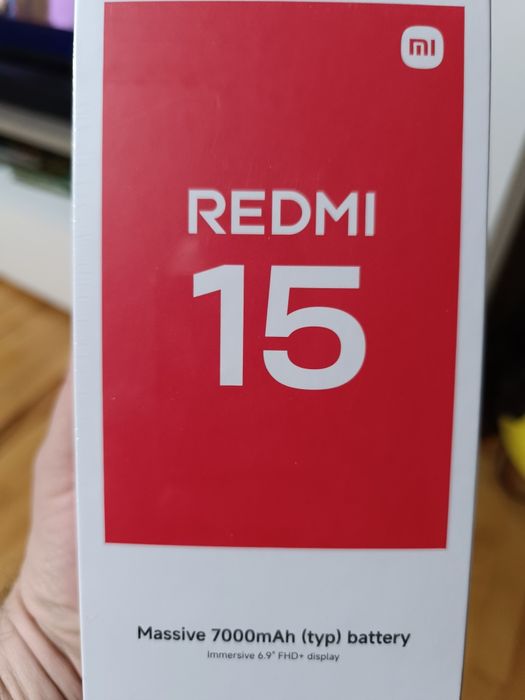 mi
REDMI
15
Massive 7000mAh (typ) battery
Immersive 6.9" FHD+ display